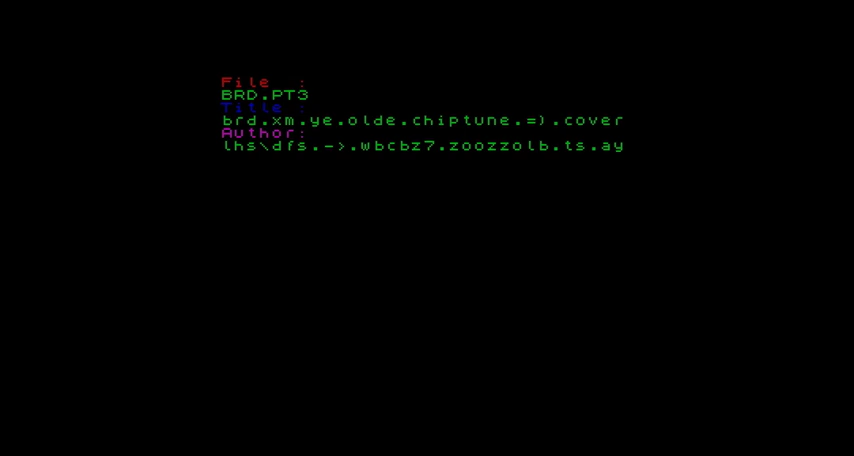 File  :
BRD.PT3
Title :
brd.xm.ye.olde.chiptune.=).cover
Author:
lhs\dfs.->.wbcbz7.zoozzolb.ts.ay